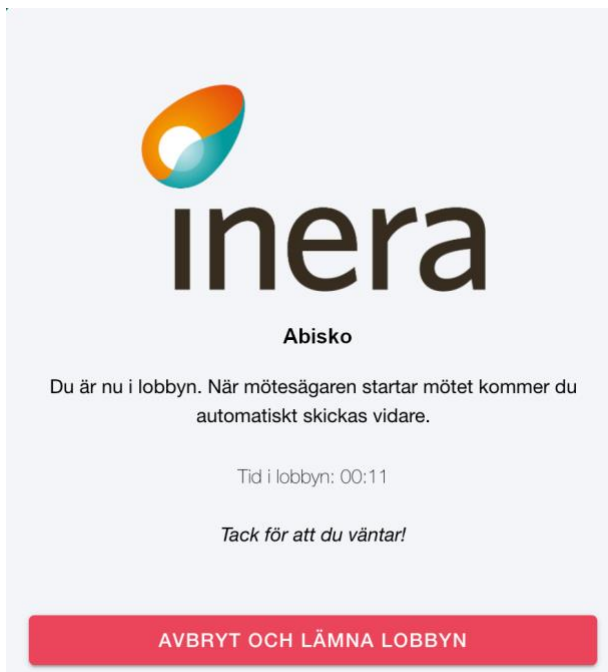 inera
Abisko
Du är nu i lobbyn. När mötesägaren startar mötet kommer du
automatiskt skickas vidare.
Tid i lobbyn: 00:11
Tack för att du väntar!
AVBRYT OCH LÄMNA LOBBYN